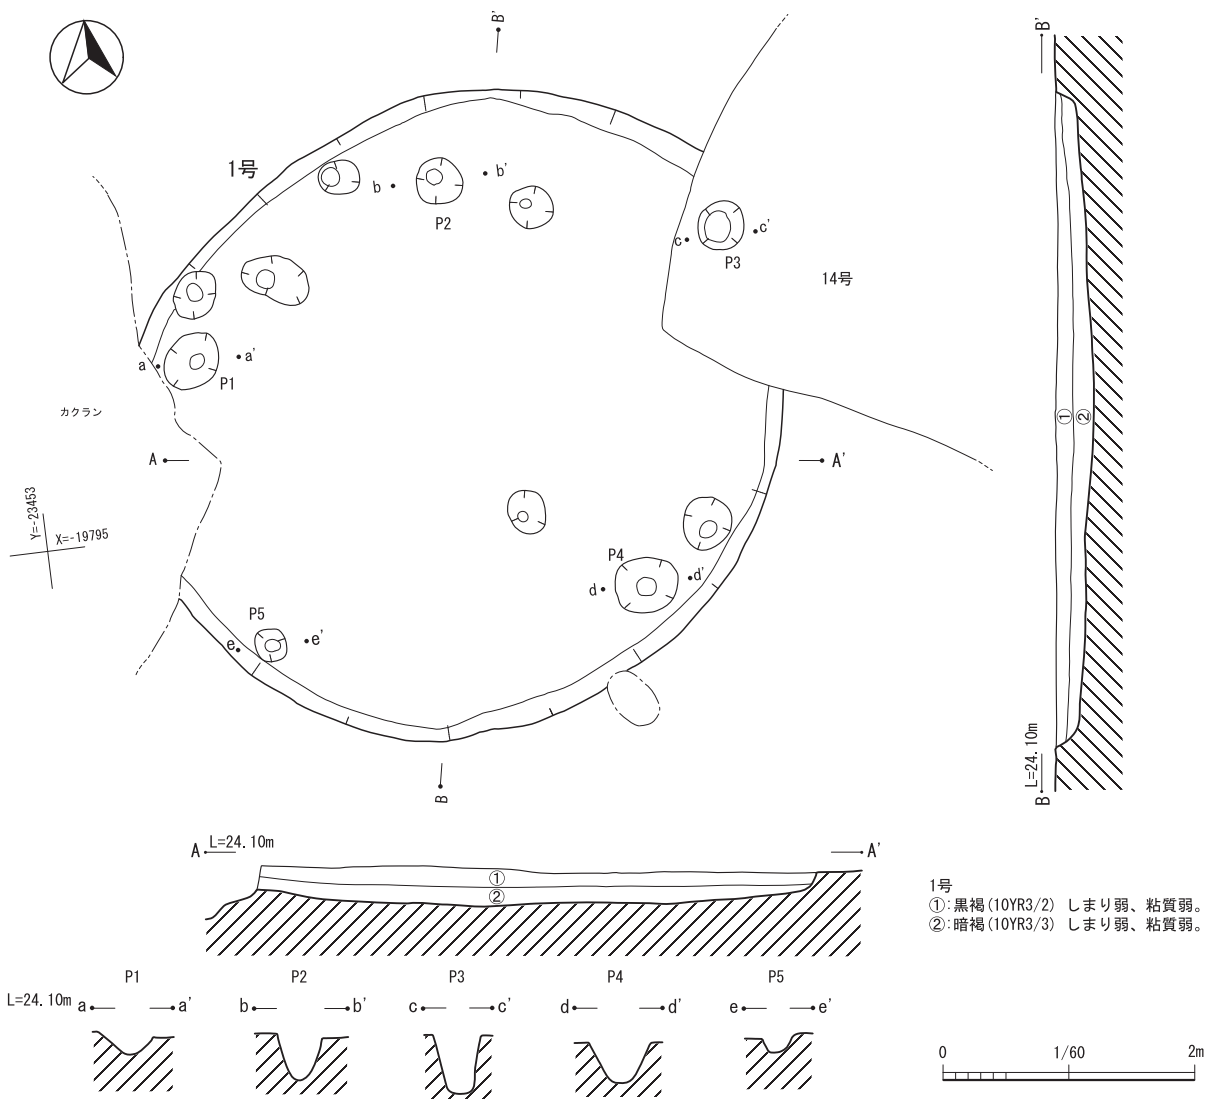 B'
1号
b
b'
P2
c
c'
P3
14号
a
a'
P1
カクラン
A
A'
Y=-23453
X=-19795
P4
d
d'
P5
e
e'
B
B'
①
②
L=24.10m
B
A
L=24.10m
A'
①
②
1号
①:黒褐(10YR3/2) しまり弱、粘質弱。
②:暗褐(10YR3/3) しまり弱、粘質弱。
P1
P2
P3
P4
P5
L=24.10m
a
a'
b
b'
c
c'
d
d'
e
e'
0
1/60
2m